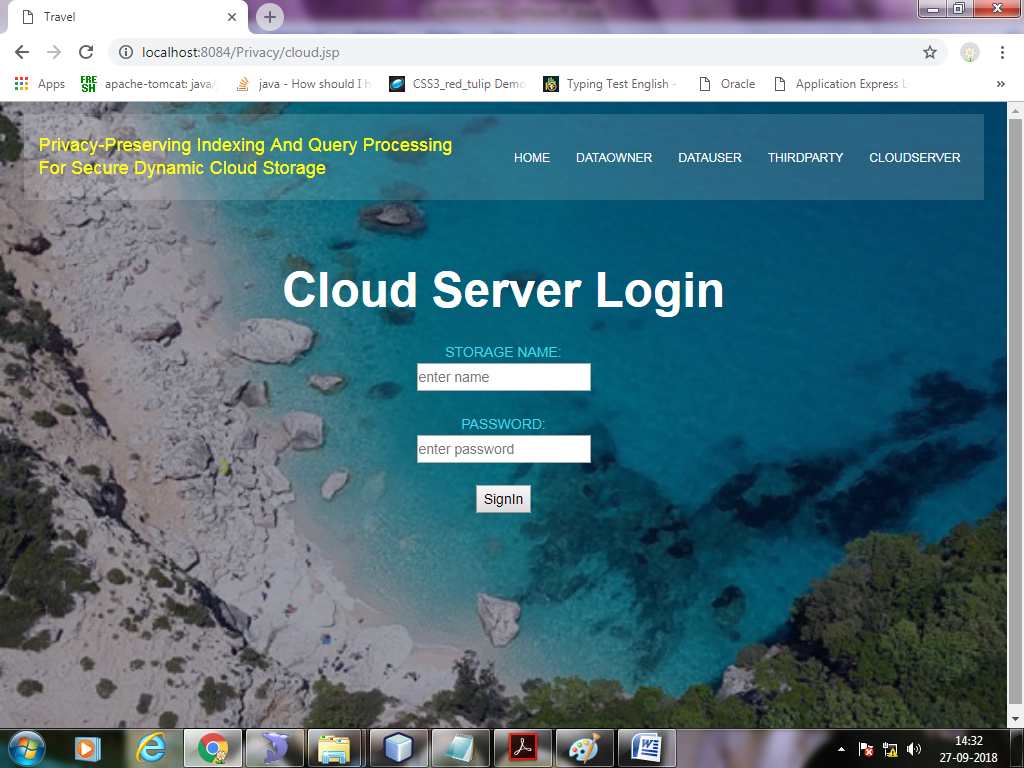 Travel
localhost:8084/Privacy/cloud.jsp
Apps
FRE
SH
apache-tomcat: java/
java - How should I h
CSS3_red_tulip Demo
Typing Test English -
Oracle
Application Express L
»
Privacy-Preserving Indexing And Query Processing
For Secure Dynamic Cloud Storage
HOME DATAOWNER DATAUSER THIRDPARTY CLOUDSERVER
Cloud Server Login
STORAGE NAME:
enter name
PASSWORD:
enter password
SignIn
14:32
27-09-2018